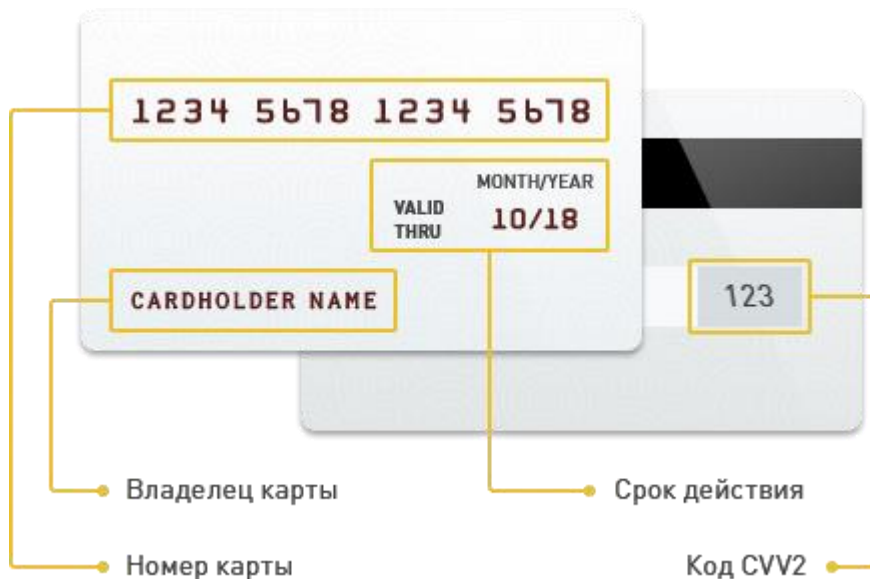 1234 5678 1234 5678
MONTH/YEAR
VALID THRU 10/18
CARDHOLDER NAME
123
Владелец карты
Срок действия
Номер карты
Код CVV2